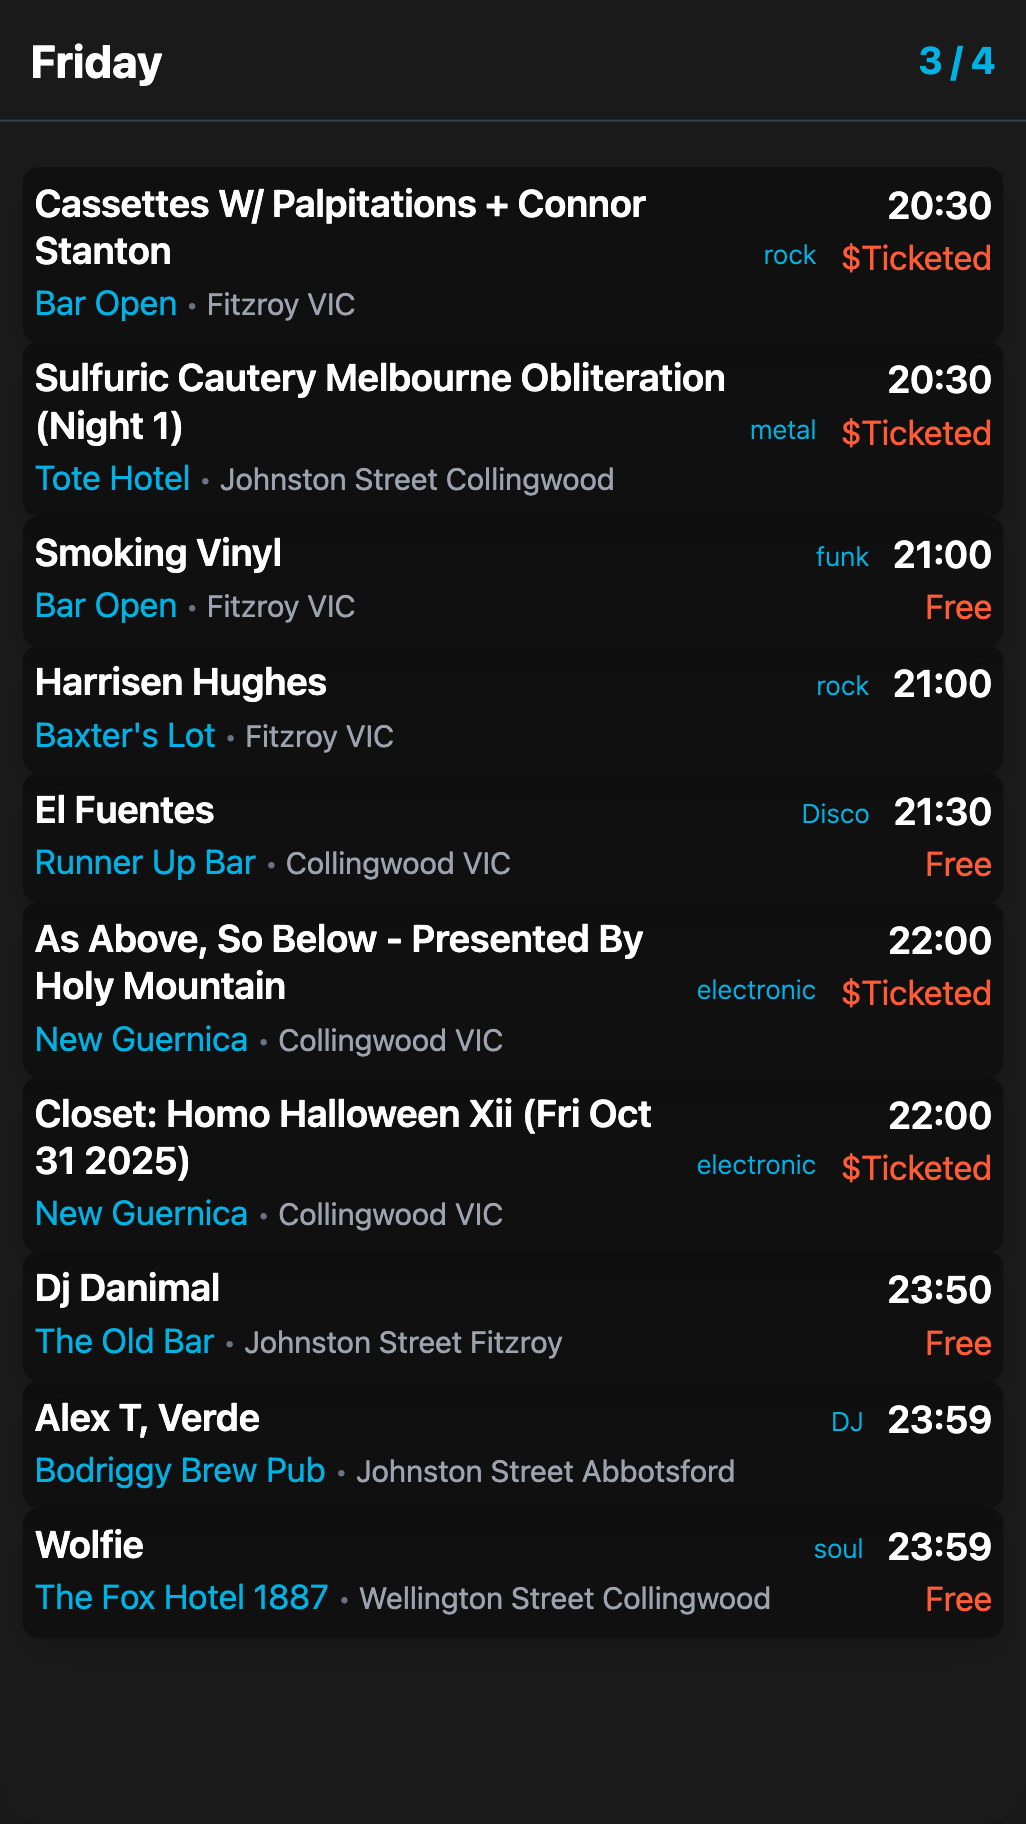 Friday 3 / 4
Cassettes W/ Palpitations + Connor 20:30
Stanton rock $Ticketed
Bar Open • Fitzroy VIC
Sulfuric Cautery Melbourne Obliteration 20:30
(Night 1) metal $Ticketed
Tote Hotel • Johnston Street Collingwood
Smoking Vinyl funk 21:00
Bar Open • Fitzroy VIC Free
Harrisen Hughes rock 21:00
Baxter's Lot • Fitzroy VIC
El Fuentes Disco 21:30
Runner Up Bar • Collingwood VIC Free
As Above, So Below - Presented By 22:00
Holy Mountain electronic $Ticketed
New Guernica • Collingwood VIC
Closet: Homo Halloween Xii (Fri Oct 22:00
31 2025) electronic $Ticketed
New Guernica • Collingwood VIC
Dj Danimal 23:50
The Old Bar • Johnston Street Fitzroy Free
Alex T, Verde DJ 23:59
Bodriggy Brew Pub • Johnston Street Abbotsford
Wolfie soul 23:59
The Fox Hotel 1887 • Wellington Street Collingwood Free